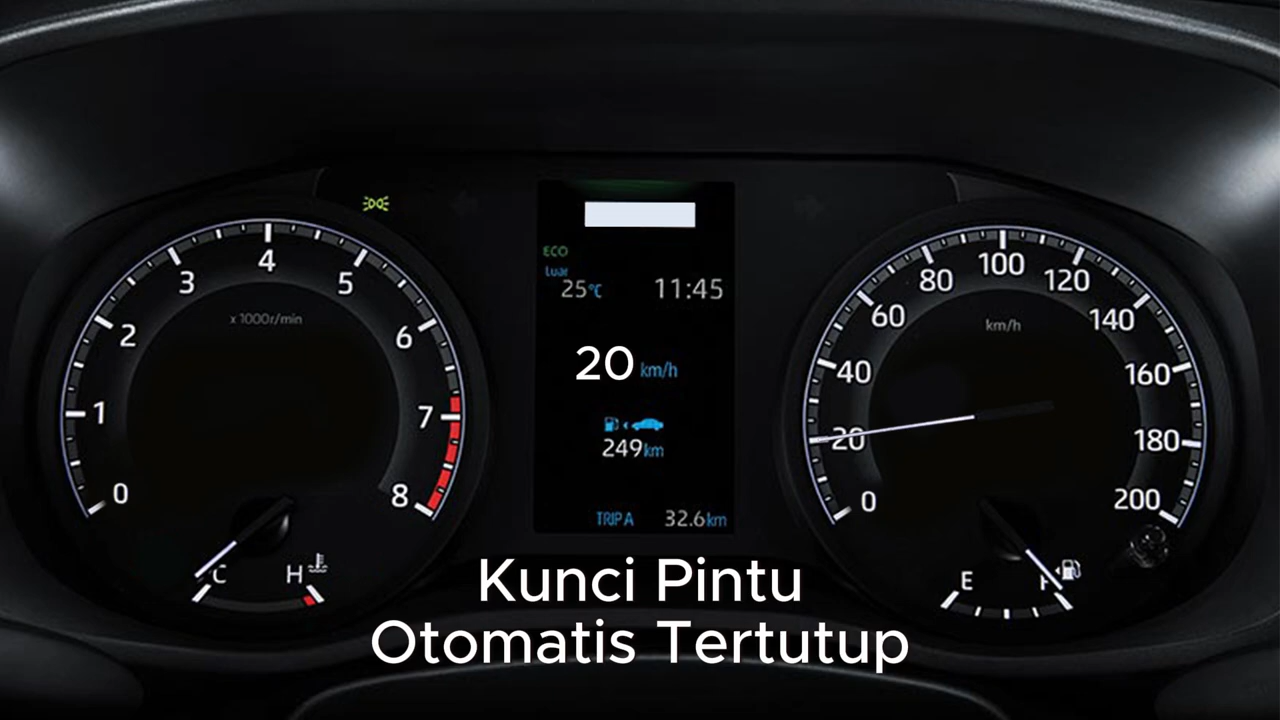 0
1
2
3
4
5
6
7
8
x 1000r/min
C
H
ECO
Luar
25°C 11:45
20 km/h
249km
TRIP A 32.6km
0
20
40
60
80
100
120
140
160
180
200
km/h
E
F
Kunci Pintu
Otomatis Tertutup